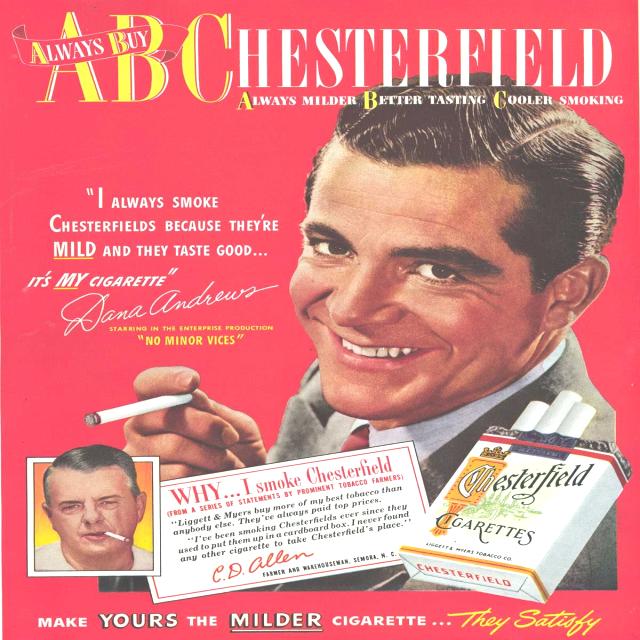 ALWAYS BUY
ABCHESTERFIELD
ALWAYS MILDER BETTER TASTING COOLER SMOKING
"I ALWAYS SMOKE
CHESTERFIELDS BECAUSE THEY'RE
MILD AND THEY TASTE GOOD...
IT'S MY CIGARETTE"
Dana Andrews
STARRING IN THE ENTERPRISE PRODUCTION
"NO MINOR VICES"
WHY...I smoke Chesterfield
(FROM A SERIES OF STATEMENTS BY PROMINENT TOBACCO FARMERS)
"Liggett & Myers buy more of my best tobacco than
anybody else. They've always paid top prices.
"I've been smoking Chesterfields ever since they
used to put them up in a cardboard box. I never found
any other cigarette to take Chesterfield's place."
C.D. Allen
FARMER AND WAREHOUSEMAN, SEMORA, N. C.
Chesterfield
CIGARETTES
LIGGETT & MYERS TOBACCO CO.
CHESTERFIELD
MAKE YOURS THE MILDER CIGARETTE... They Satisfy